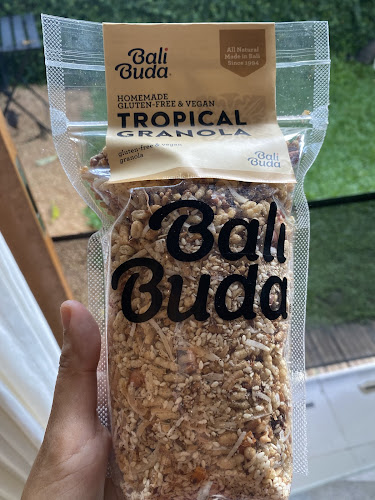 Bali
Buda
All Natural
Made in Bali
Since 1994
HOMEMADE
GLUTEN-FREE & VEGAN
TROPICAL
GRANOLA
gluten-free & vegan
granola
Bali
Buda
Bali
Buda